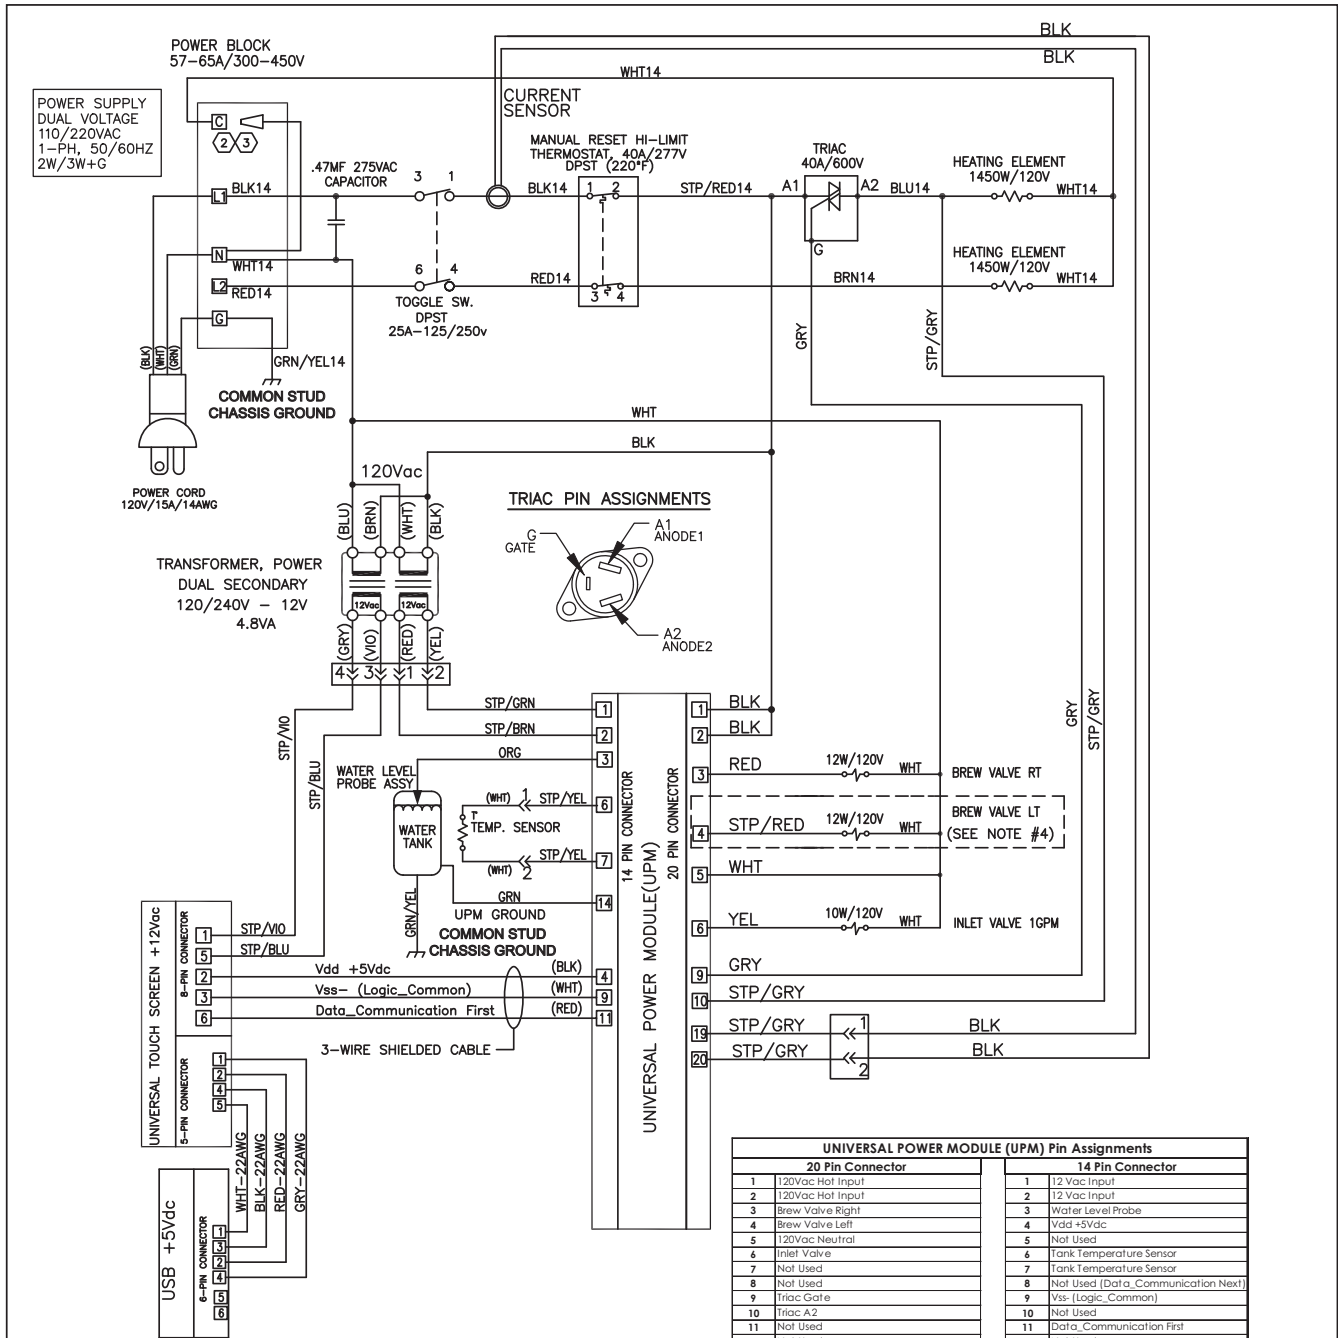 BLK
BLK
POWER BLOCK
57-65A/300-450V
WHT14
POWER SUPPLY
DUAL VOLTAGE
110/220VAC
1-PH, 50/60HZ
2W/3W+G
CURRENT
SENSOR
C
2 3
MANUAL RESET HI-LIMIT
THERMOSTAT, 40A/277V
DPST (220°F)
TRIAC
40A/600V
HEATING ELEMENT
1450W/120V
.47MF 275VAC
CAPACITOR
3 1
L1 BLK14
BLK14
1 2
STP/RED14
A1 A2
BLU14
WHT14
G
N
WHT14
HEATING ELEMENT
1450W/120V
6 4
L2 RED14
RED14
3 4
BRN14
WHT14
TOGGLE SW.
DPST
25A-125/250v
G
GRN/YEL14
(BLK)
(WHT)
(GRN)
GRY
STP/GRY
COMMON STUD
CHASSIS GROUND
WHT
BLK
120Vac
POWER CORD
120V/15A/14AWG
TRIAC PIN ASSIGNMENTS
(BLU)
(BRN)
(WHT)
(BLK)
G
GATE
A1
ANODE1
A2
ANODE2
TRANSFORMER, POWER
DUAL SECONDARY
120/240V - 12V
4.8VA
12Vac 12Vac
(GRY)
(VIO)
(RED)
(YEL)
4 3 1 2
STP/VIO
STP/BLU
STP/GRN 1
STP/BRN 2
ORG 3
WATER LEVEL
PROBE ASSY
WATER
TANK
(WHT) 1 STP/YEL 6
T
TEMP. SENSOR
(WHT) 2 STP/YEL 7
GRN 14
UPM GROUND
GRN/YEL
COMMON STUD
CHASSIS GROUND
14 PIN CONNECTOR
UNIVERSAL POWER MODULE(UPM)
20 PIN CONNECTOR
1 BLK
2 BLK
3 RED 12W/120V WHT BREW VALVE RT
4 STP/RED 12W/120V WHT BREW VALVE LT
(SEE NOTE #4)
5 WHT
6 YEL 10W/120V WHT INLET VALVE 1GPM
9 GRY
10 STP/GRY
19 STP/GRY 1 BLK
20 STP/GRY 2 BLK
GRY
STP/GRY
UNIVERSAL TOUCH SCREEN +12Vac
8-PIN CONNECTOR
1 STP/VIO
5 STP/BLU
2 Vdd +5Vdc (BLK) 4
3 Vss- (Logic_Common) (WHT) 9
6 Data_Communication First (RED) 11
3-WIRE SHIELDED CABLE
5-PIN CONNECTOR
1
2
4
5
WHT-22AWG
BLK-22AWG
RED-22AWG
GRY-22AWG
USB +5Vdc
6-PIN CONNECTOR
1
3
2
4
5
6
UNIVERSAL POWER MODULE (UPM) Pin Assignments
20 Pin Connector 14 Pin Connector
1 120Vac Hot Input 1 12 Vac Input
2 120Vac Hot Input 2 12 Vac Input
3 Brew Valve Right 3 Water Level Probe
4 Brew Valve Left 4 Vdd +5Vdc
5 120Vac Neutral 5 Not Used
6 Inlet Valve 6 Tank Temperature Sensor
7 Not Used 7 Tank Temperature Sensor
8 Not Used 8 Not Used (Data_Communication Next)
9 Triac Gate 9 Vss- (Logic_Common)
10 Triac A2 10 Not Used
11 Not Used 11 Data_Communication First